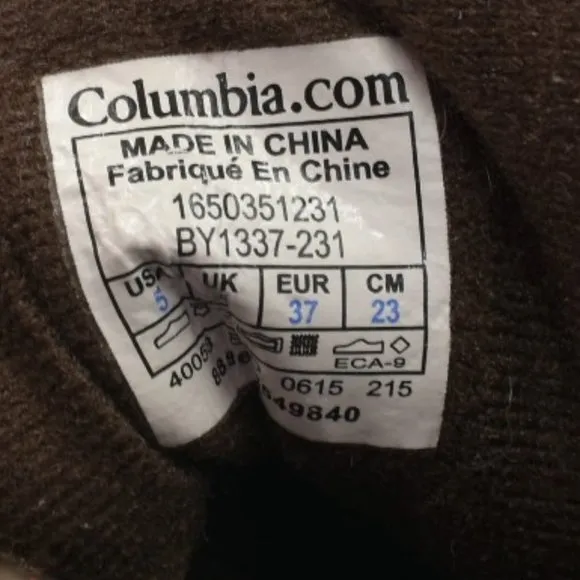 Columbia.com
MADE IN CHINA
Fabriqué En Chine
1650351231
BY1337-231
USA UK EUR CM
5 37 23
ECA-9
0615 215
49840